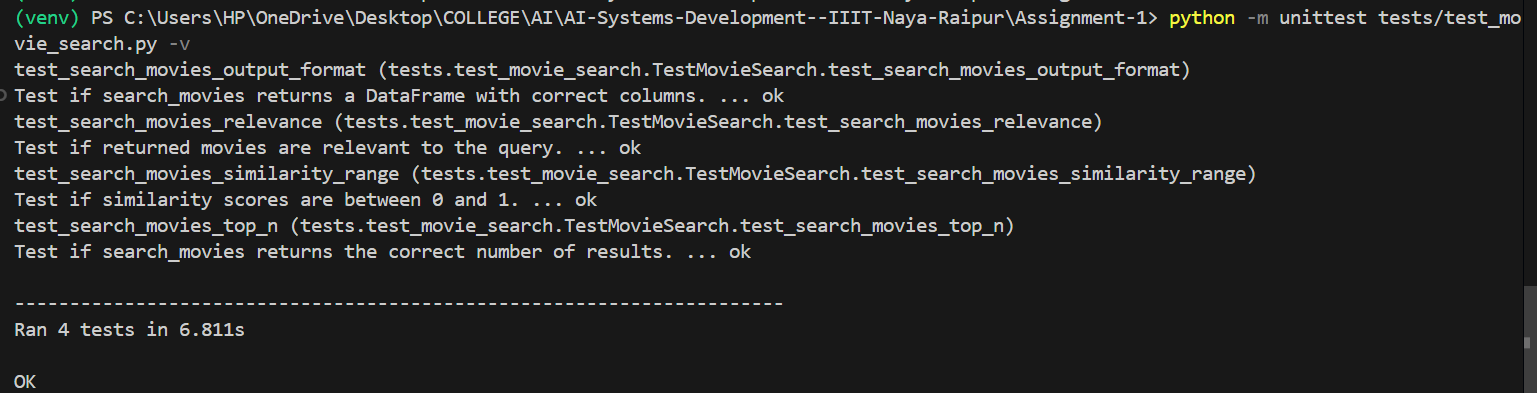 (venv) PS C:\Users\HP\OneDrive\Desktop\COLLEGE\AI\AI-Systems-Development--IIIT-Naya-Raipur\Assignment-1> python -m unittest tests/test_mo
vie_search.py -v
test_search_movies_output_format (tests.test_movie_search.TestMovieSearch.test_search_movies_output_format)
Test if search_movies returns a DataFrame with correct columns. ... ok
test_search_movies_relevance (tests.test_movie_search.TestMovieSearch.test_search_movies_relevance)
Test if returned movies are relevant to the query. ... ok
test_search_movies_similarity_range (tests.test_movie_search.TestMovieSearch.test_search_movies_similarity_range)
Test if similarity scores are between 0 and 1. ... ok
test_search_movies_top_n (tests.test_movie_search.TestMovieSearch.test_search_movies_top_n)
Test if search_movies returns the correct number of results. ... ok
----------------------------------------------------------------------
Ran 4 tests in 6.811s
OK